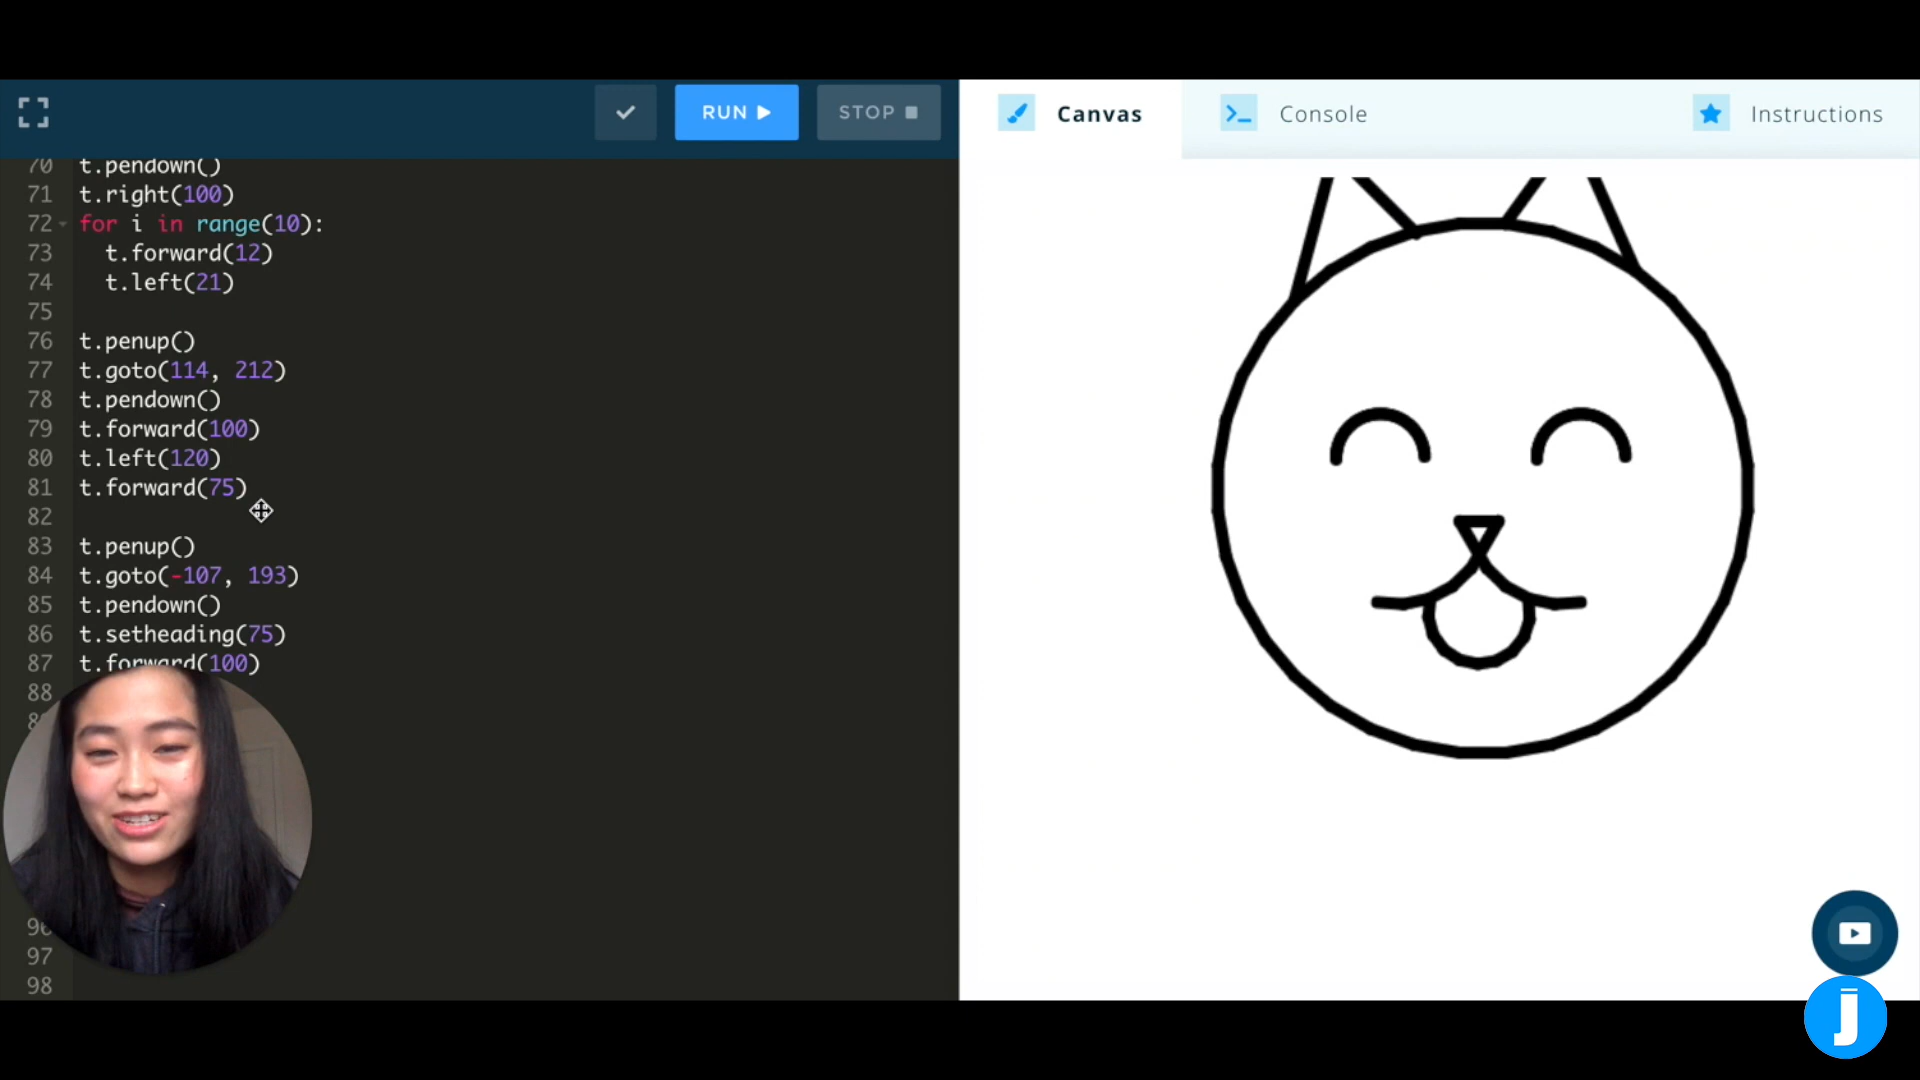 RUN
STOP
Canvas
Console
Instructions
70 t.pendown()
71 t.right(100)
72 for i in range(10):
73 t.forward(12)
74 t.left(21)
75
76 t.penup()
77 t.goto(114, 212)
78 t.pendown()
79 t.forward(100)
80 t.left(120)
81 t.forward(75)
82
83 t.penup()
84 t.goto(-107, 193)
85 t.pendown()
86 t.setheading(75)
87 t.forward(100)
88
96
97
98
J